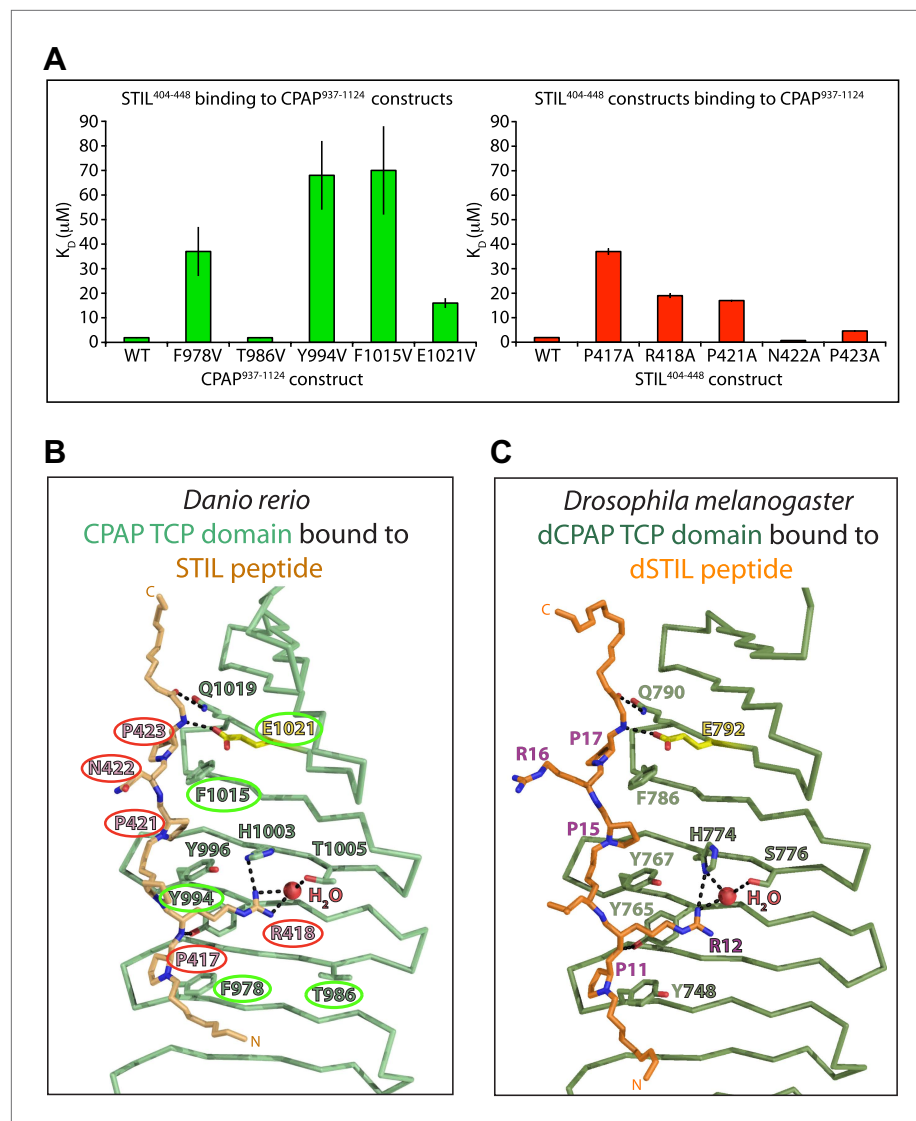 A
STIL⁴⁰⁴⁻⁴⁴⁸ binding to CPAP⁹³⁷⁻¹¹²⁴ constructs
90
80
70
60
50
40
30
20
10
0
K_D (µM)
WT F978V T986V Y994V F1015V E1021V
CPAP⁹³⁷⁻¹¹²⁴ construct
STIL⁴⁰⁴⁻⁴⁴⁸ constructs binding to CPAP⁹³⁷⁻¹¹²⁴
90
80
70
60
50
40
30
20
10
0
K_D (µM)
WT P417A R418A P421A N422A P423A
STIL⁴⁰⁴⁻⁴⁴⁸ construct
B
Danio rerio
CPAP TCP domain bound to
STIL peptide
C
Q1019
P423 E1021
N422
F1015
P421
H1003
Y996 T1005
Y994 H₂O
R418
P417
F978 T986
N
C
Drosophila melanogaster
dCPAP TCP domain bound to
dSTIL peptide
C
Q790
P17 E792
R16
F786
P15 H774
Y767 S776
Y765 H₂O
R12
P11
Y748
N